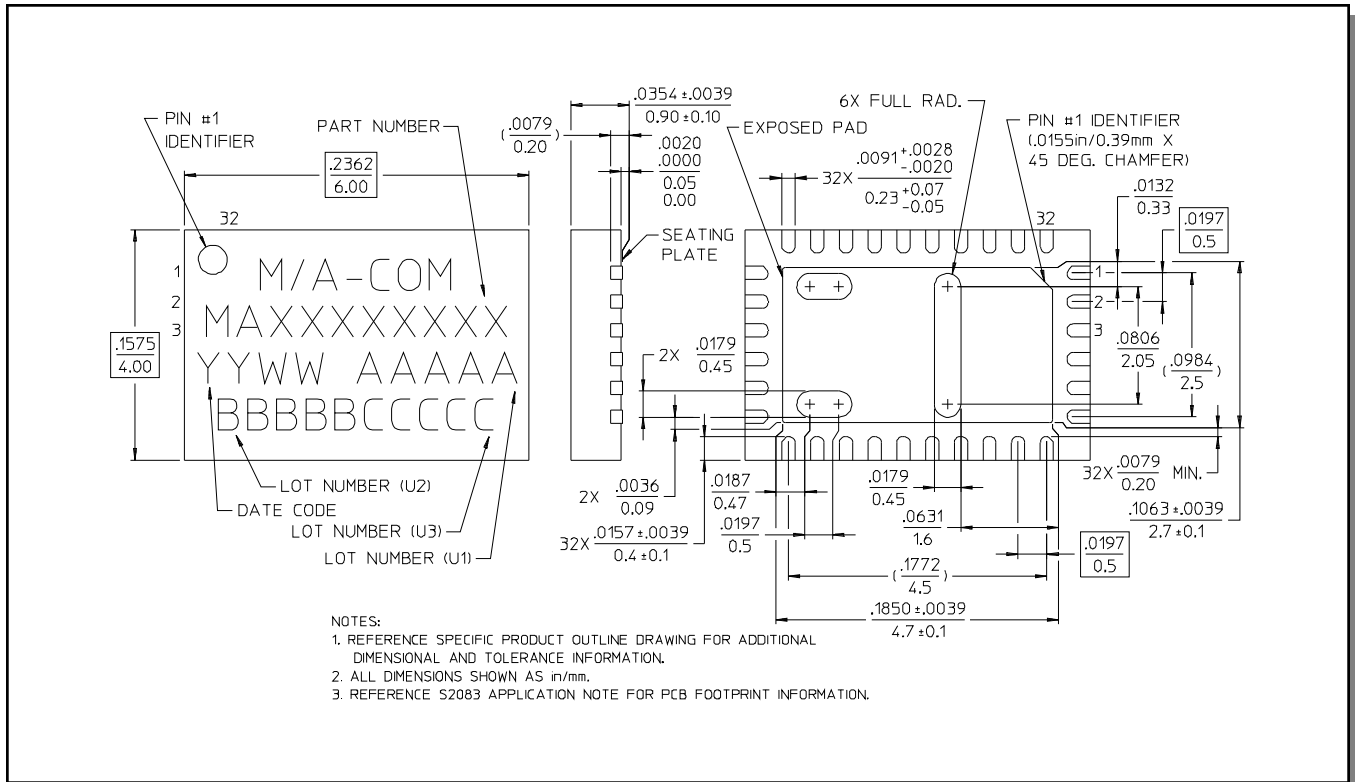 PIN #1
IDENTIFIER
PART NUMBER
.2362
6.00
32
1
2
3
.1575
4.00
M/A-COM
MAXXXXXXXXX
YYWW AAAAA
BBBBBCCCCC
LOT NUMBER (U2)
DATE CODE
LOT NUMBER (U3)
LOT NUMBER (U1)
.0354 ±.0039
0.90 ±0.10
(.0079
0.20)
.0020
.0000
0.05
0.00
SEATING
PLATE
EXPOSED PAD
6X FULL RAD.
32X .0091 +.0028
-.0020
0.23 +0.07
-0.05
PIN #1 IDENTIFIER
(.0155in/0.39mm X
45 DEG. CHAMFER)
32
.0132
0.33
.0197
0.5
1
2
3
2X .0179
0.45
.0806
2.05
(.0984
2.5)
2X .0036
0.09
.0187
0.47
.0179
0.45
32X .0079 MIN.
0.20
32X .0157 ±.0039
0.4 ±0.1
.0197
0.5
.0631
1.6
.1063 ±.0039
2.7 ±0.1
.0197
0.5
(.1772
4.5)
.1850 ±.0039
4.7 ±0.1
NOTES:
1. REFERENCE SPECIFIC PRODUCT OUTLINE DRAWING FOR ADDITIONAL
DIMENSIONAL AND TOLERANCE INFORMATION.
2. ALL DIMENSIONS SHOWN AS in/mm.
3. REFERENCE S2083 APPLICATION NOTE FOR PCB FOOTPRINT INFORMATION.